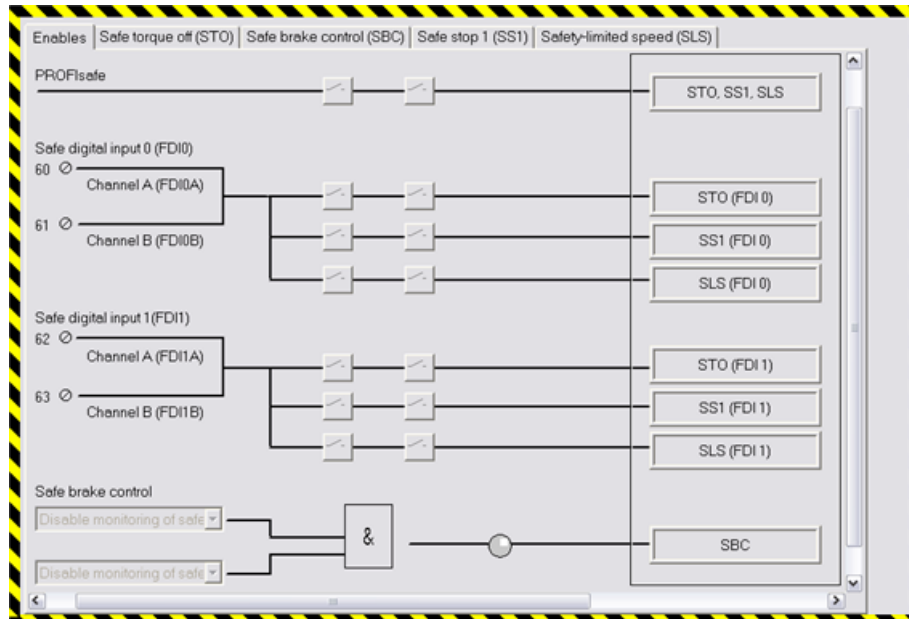 Enables Safe torque off (STO) Safe brake control (SBC) Safe stop 1 (SS1) Safety-limited speed (SLS)
PROFIsafe
STO, SS1, SLS
Safe digital input 0 (FDI0)
60
Channel A (FDI0A)
STO (FDI 0)
61
Channel B (FDI0B)
SS1 (FDI 0)
SLS (FDI 0)
Safe digital input 1(FDI1)
62
Channel A (FDI1A)
STO (FDI 1)
63
Channel B (FDI1B)
SS1 (FDI 1)
SLS (FDI 1)
Safe brake control
Disable monitoring of safe
&
SBC
Disable monitoring of safe